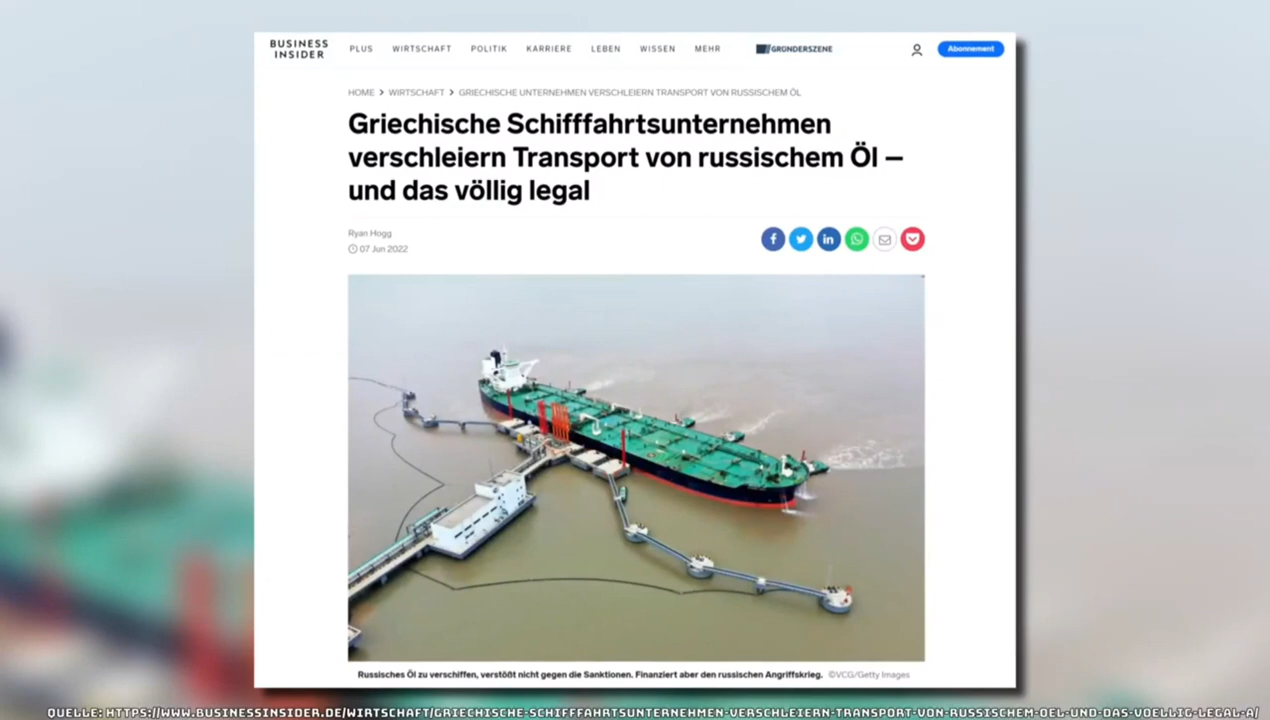 BUSINESS
INSIDER
PLUS WIRTSCHAFT POLITIK KARRIERE LEBEN WISSEN MEHR GRÜNDERSZENE Abonnement
HOME > WIRTSCHAFT > GRIECHISCHE UNTERNEHMEN VERSCHLEIERN TRANSPORT VON RUSSISCHEM ÖL
Griechische Schifffahrtsunternehmen
verschleiern Transport von russischem Öl –
und das völlig legal
Ryan Hogg
07 Jun 2022
Russisches Öl zu verschiffen, verstößt nicht gegen die Sanktionen. Finanziert aber den russischen Angriffskrieg. ©VCG/Getty Images
QUELLE: HTTPS://WWW.BUSINESSINSIDER.DE/WIRTSCHAFT/GRIECHISCHE-SCHIFFFAHRTSUNTERNEHMEN-VERSCHLEIERN-TRANSPORT-VON-RUSSISCHEM-OEL-UND-DAS-VOELLIG-LEGAL-A/